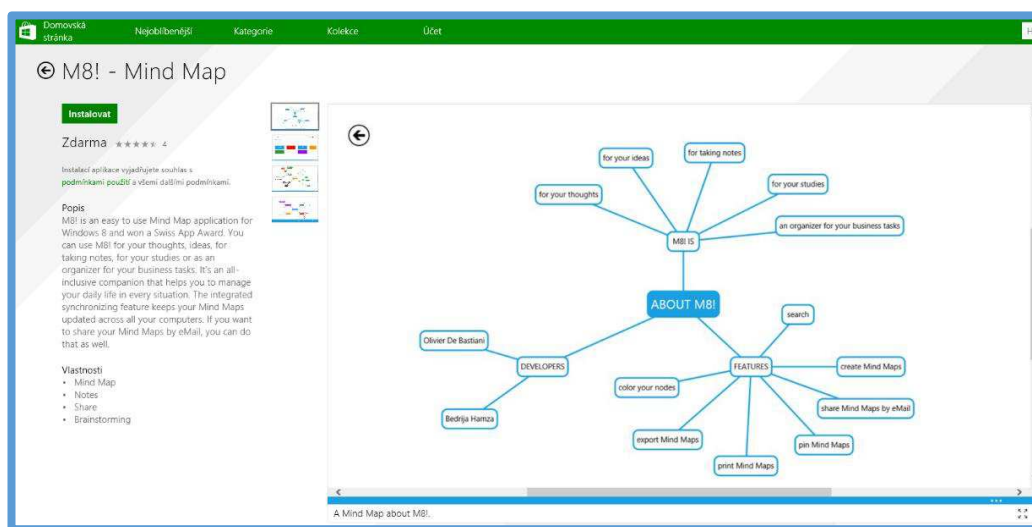 Domovská
stránka
Nejoblíbenější
Kategorie
Kolekce
Účet
H
M8! - Mind Map
Instalovat
Zdarma 4
Instalací aplikace vyjadřujete souhlas s
podmínkami použití a všemi dalšími podmínkami.
Popis
M8! is an easy to use Mind Map application for
Windows 8 and won a Swiss App Award. You
can use M8! for your thoughts, ideas, for
taking notes, for your studies or as an
organizer for your business tasks. It's an all-
inclusive companion that helps you to manage
your daily life in every situation. The integrated
synchronizing feature keeps your Mind Maps
updated across all your computers. If you want
to share your Mind Maps by eMail, you can do
that as well.
Vlastnosti
• Mind Map
• Notes
• Share
• Brainstorming
for your ideas
for taking notes
for your thoughts
for your studies
an organizer for your business tasks
M8! IS
ABOUT M8!
search
Olivier De Bastiani
DEVELOPERS
Bedrija Hamza
FEATURES
create Mind Maps
color your nodes
share Mind Maps by eMail
export Mind Maps
pin Mind Maps
print Mind Maps
A Mind Map about M8!.